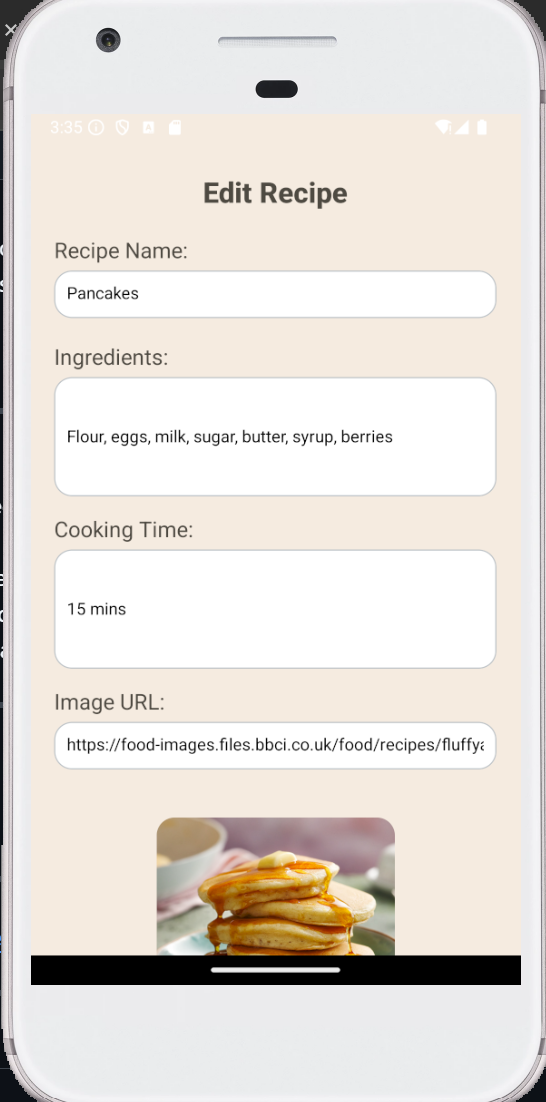 3:35
Edit Recipe
Recipe Name:
Pancakes
Ingredients:
Flour, eggs, milk, sugar, butter, syrup, berries
Cooking Time:
15 mins
Image URL:
https://food-images.files.bbci.co.uk/food/recipes/fluffya